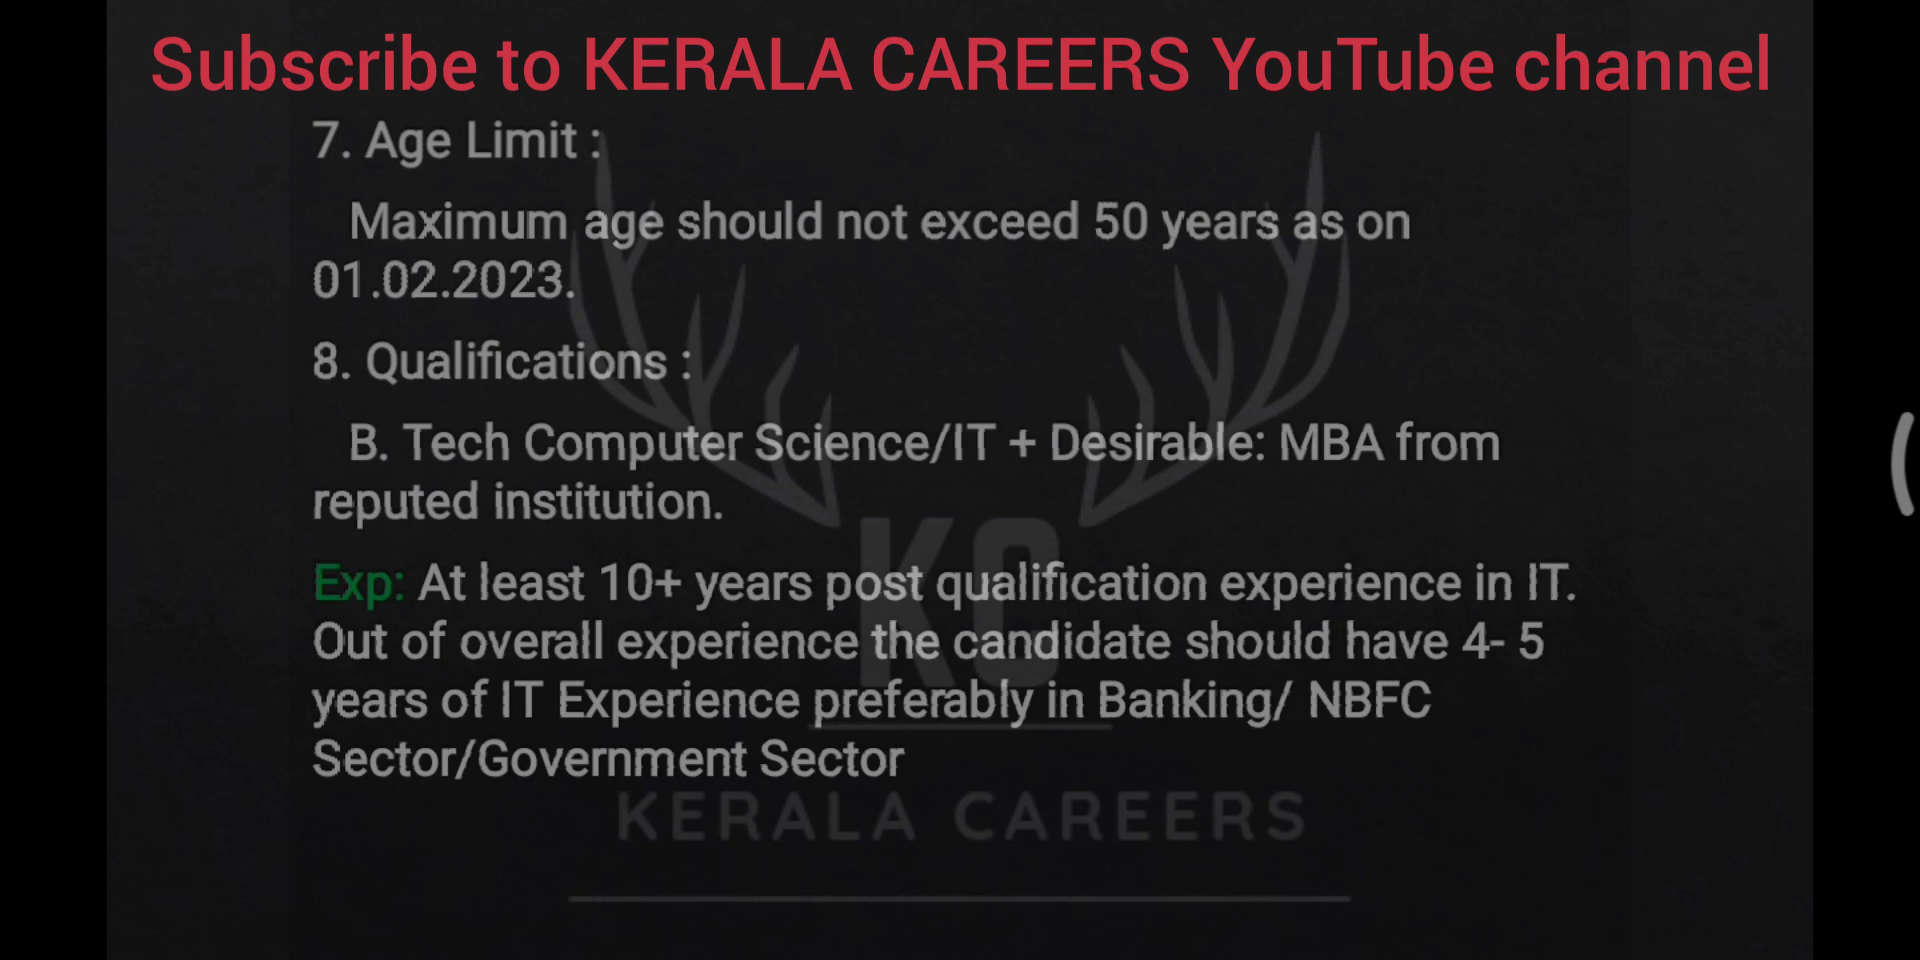 Subscribe to KERALA CAREERS YouTube channel
7. Age Limit :
Maximum age should not exceed 50 years as on
01.02.2023.
8. Qualifications :
B. Tech Computer Science/IT + Desirable: MBA from
reputed institution.
Exp: At least 10+ years post qualification experience in IT.
Out of overall experience the candidate should have 4- 5
years of IT Experience preferably in Banking/ NBFC
Sector/Government Sector
KC
KERALA CAREERS